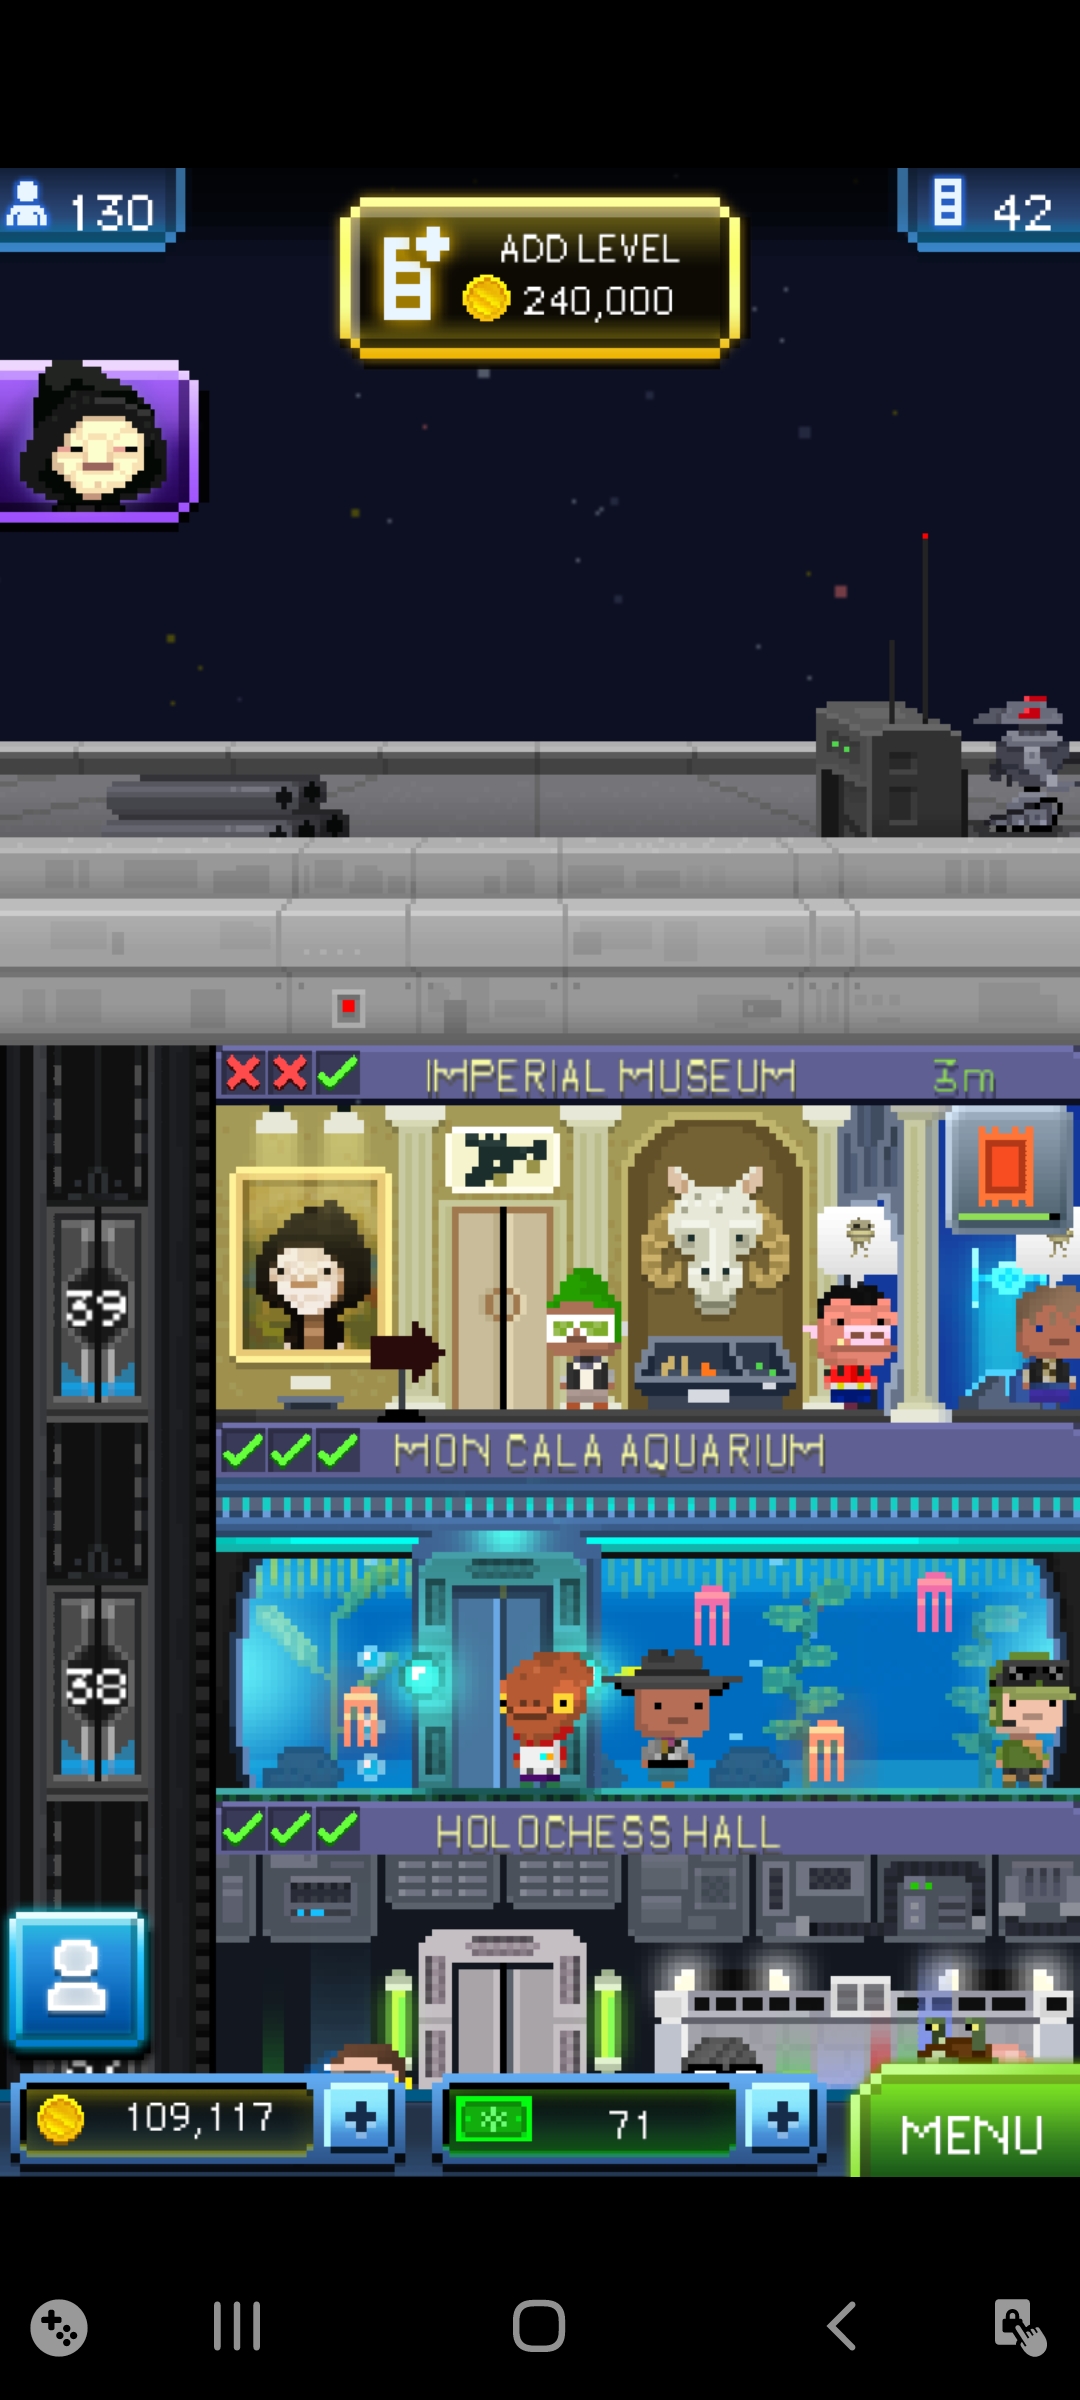 130
ADD LEVEL
240,000
42
IMPERIAL MUSEUM
3m
39
MON CALA AQUARIUM
38
HOLOCHESS HALL
109,117
71
MENU